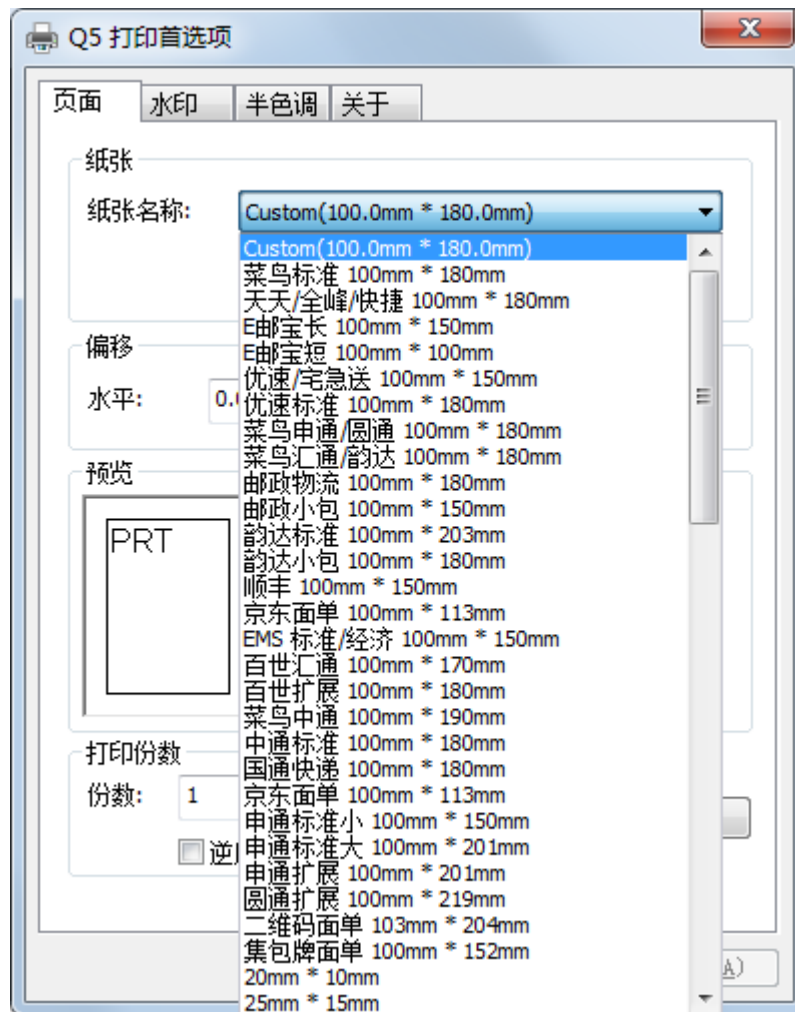 Q5 打印首选项
页面 水印 半色调 关于
纸张
纸张名称: Custom(100.0mm * 180.0mm)
Custom(100.0mm * 180.0mm)
菜鸟标准 100mm * 180mm
天天/全峰/快捷 100mm * 180mm
E邮宝长 100mm * 150mm
E邮宝短 100mm * 100mm
优速/宅急送 100mm * 150mm
优速标准 100mm * 180mm
菜鸟申通/圆通 100mm * 180mm
菜鸟汇通/韵达 100mm * 180mm
邮政物流 100mm * 180mm
邮政小包 100mm * 150mm
韵达标准 100mm * 203mm
韵达小包 100mm * 180mm
顺丰 100mm * 150mm
京东面单 100mm * 113mm
EMS 标准/经济 100mm * 150mm
百世汇通 100mm * 170mm
百世扩展 100mm * 180mm
菜鸟中通 100mm * 190mm
中通标准 100mm * 180mm
国通快递 100mm * 180mm
京东面单 100mm * 113mm
申通标准小 100mm * 150mm
申通标准大 100mm * 201mm
申通扩展 100mm * 201mm
圆通扩展 100mm * 219mm
二维码面单 103mm * 204mm
集包牌面单 100mm * 152mm
20mm * 10mm
25mm * 15mm
偏移
水平: 0.
预览
PRT
打印份数
份数: 1
逆
A)